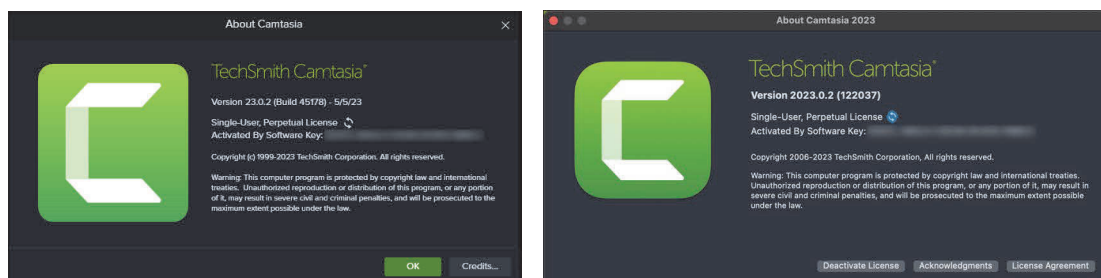 About Camtasia
TechSmith Camtasia®
Version 23.0.2 (Build 45178) - 5/5/23
Single-User, Perpetual License
Activated By Software Key:
Copyright (c) 1999-2023 TechSmith Corporation. All rights reserved.
Warning: This computer program is protected by copyright law and international
treaties. Unauthorized reproduction or distribution of this program, or any portion
of it, may result in severe civil and criminal penalties, and will be prosecuted to the
maximum extent possible under the law.
OK Credits...
About Camtasia 2023
TechSmith Camtasia®
Version 2023.0.2 (122037)
Single-User, Perpetual License
Activated By Software Key:
Copyright 2006-2023 TechSmith Corporation, All rights reserved.
Warning: This computer program is protected by copyright law and international treaties.
Unauthorized reproduction or distribution of this program, or any portion of it, may result in
severe civil and criminal penalties, and will be prosecuted to the maximum extent possible
under the law.
Deactivate License Acknowledgments License Agreement